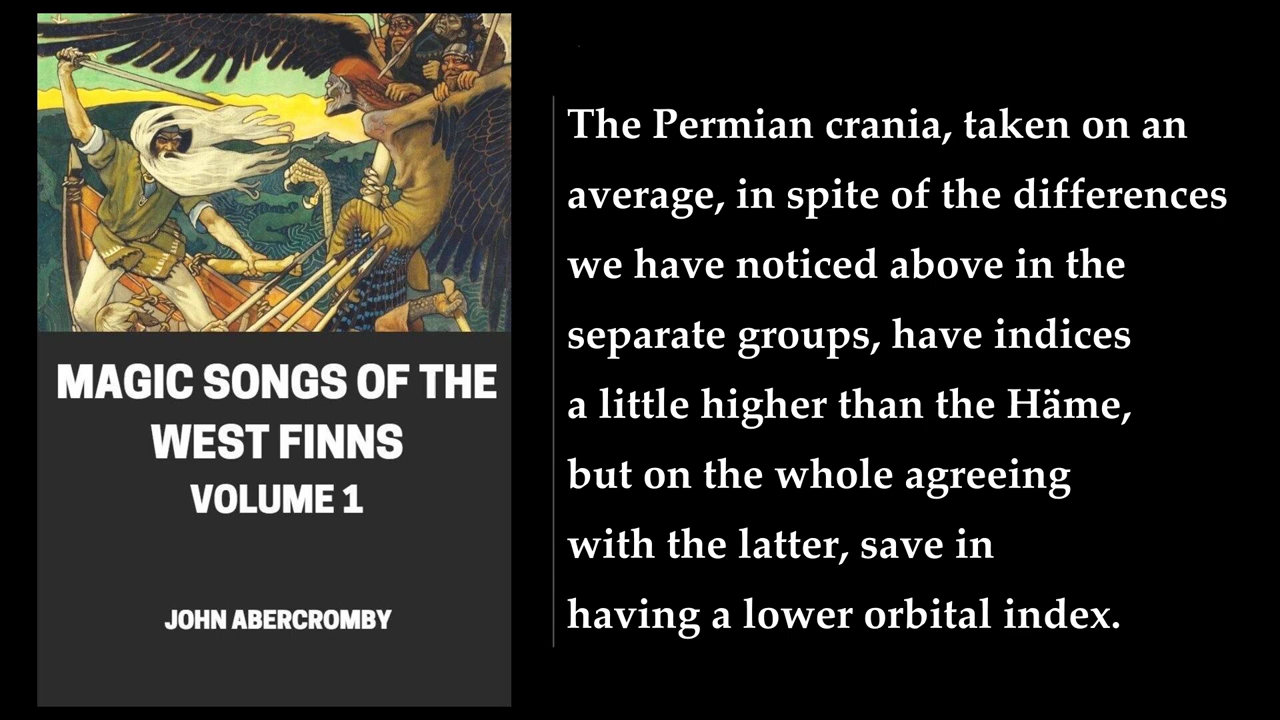 MAGIC SONGS OF THE
WEST FINNS
VOLUME 1
JOHN ABERCROMBY
The Permian crania, taken on an
average, in spite of the differences
we have noticed above in the
separate groups, have indices
a little higher than the Häme,
but on the whole agreeing
with the latter, save in
having a lower orbital index.